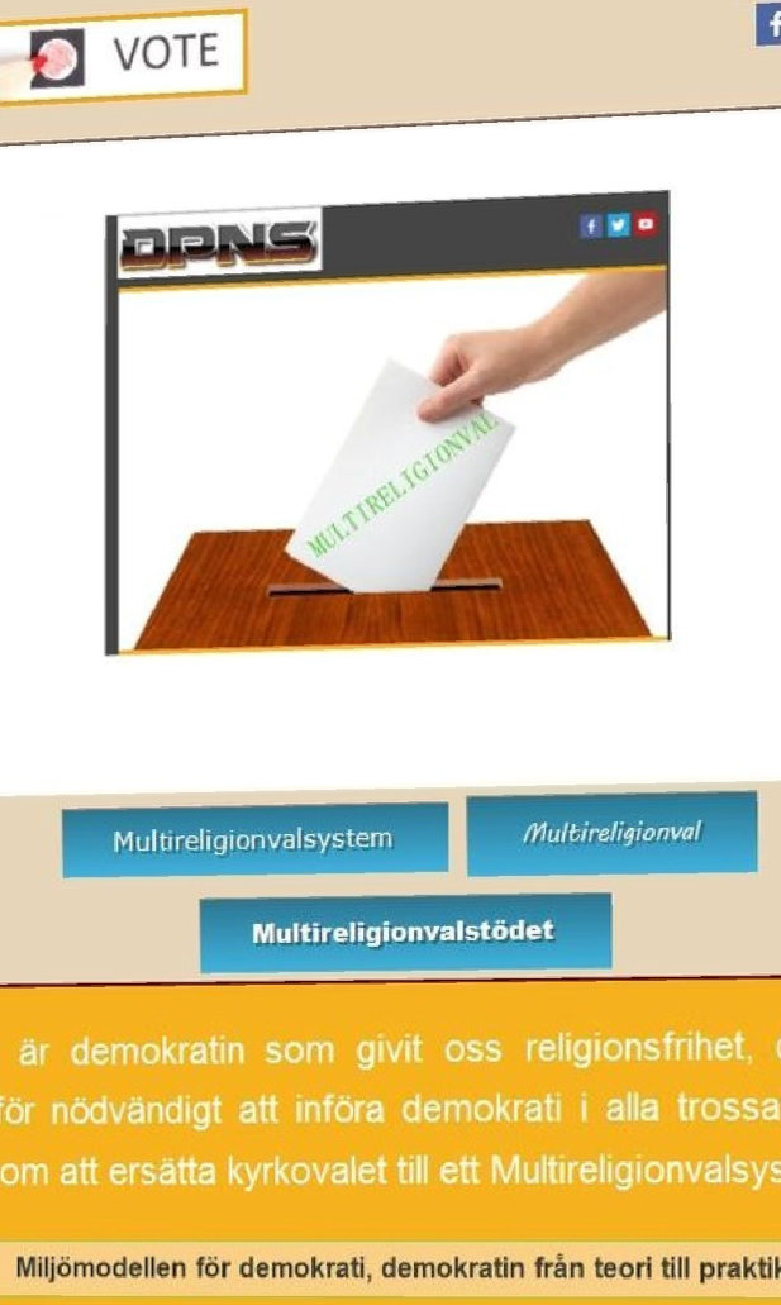 VOTE
DPNS
MULTIRELIGIONVAL
Multireligionvalsystem
Multireligionval
Multireligionvalstödet
är demokratin som givit oss religionsfrihet,
för nödvändigt att införa demokrati i alla trossa
om att ersätta kyrkovalet till ett Multireligionvalsys
Miljömodellen för demokrati, demokratin från teori till praktik